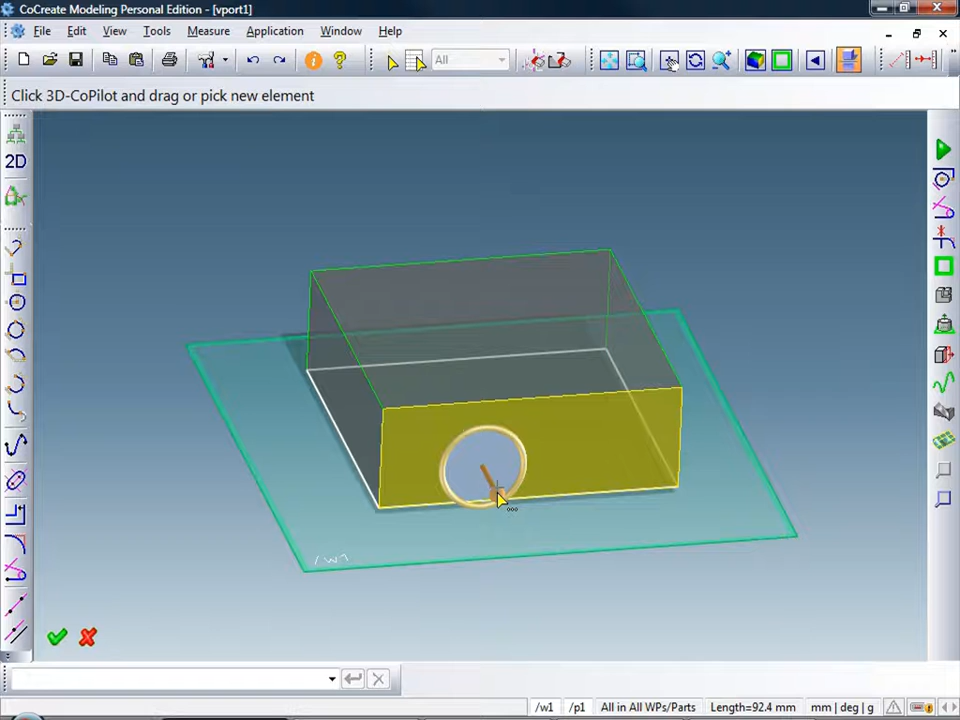 CoCreate Modeling Personal Edition - [vport1]
File Edit View Tools Measure Application Window Help
All
Click 3D-CoPilot and drag or pick new element
2D
/w1
/w1 /p1 All in All WPs/Parts Length=92.4 mm mm | deg | g